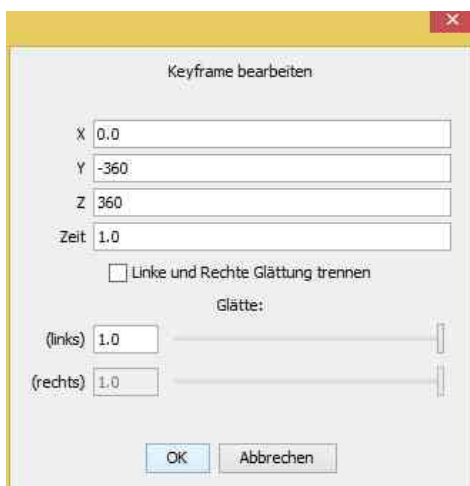 Keyframe bearbeiten
X 0.0
Y -360
Z 360
Zeit 1.0
Linke und Rechte Glättung trennen
Glätte:
(links) 1.0
(rechts) 1.0
OK Abbrechen